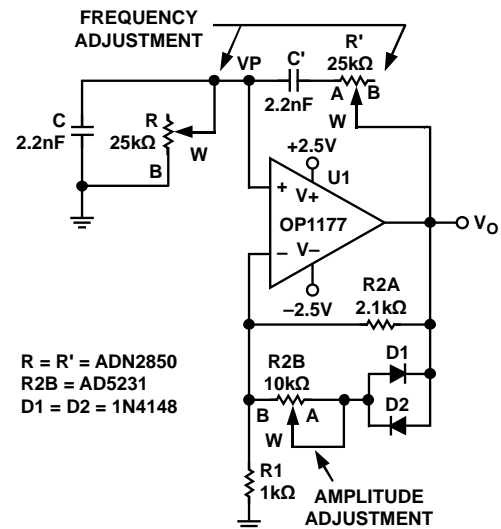 FREQUENCY
ADJUSTMENT
VP
C'
2.2nF
R'
25kΩ
A
B
W
C
2.2nF
R
25kΩ
W
B
+2.5V
U1
+
V+
OP1177
−
V−
−2.5V
VO
R2A
2.1kΩ
R2B
10kΩ
B
A
W
D1
D2
R = R' = ADN2850
R2B = AD5231
D1 = D2 = 1N4148
R1
1kΩ
AMPLITUDE
ADJUSTMENT